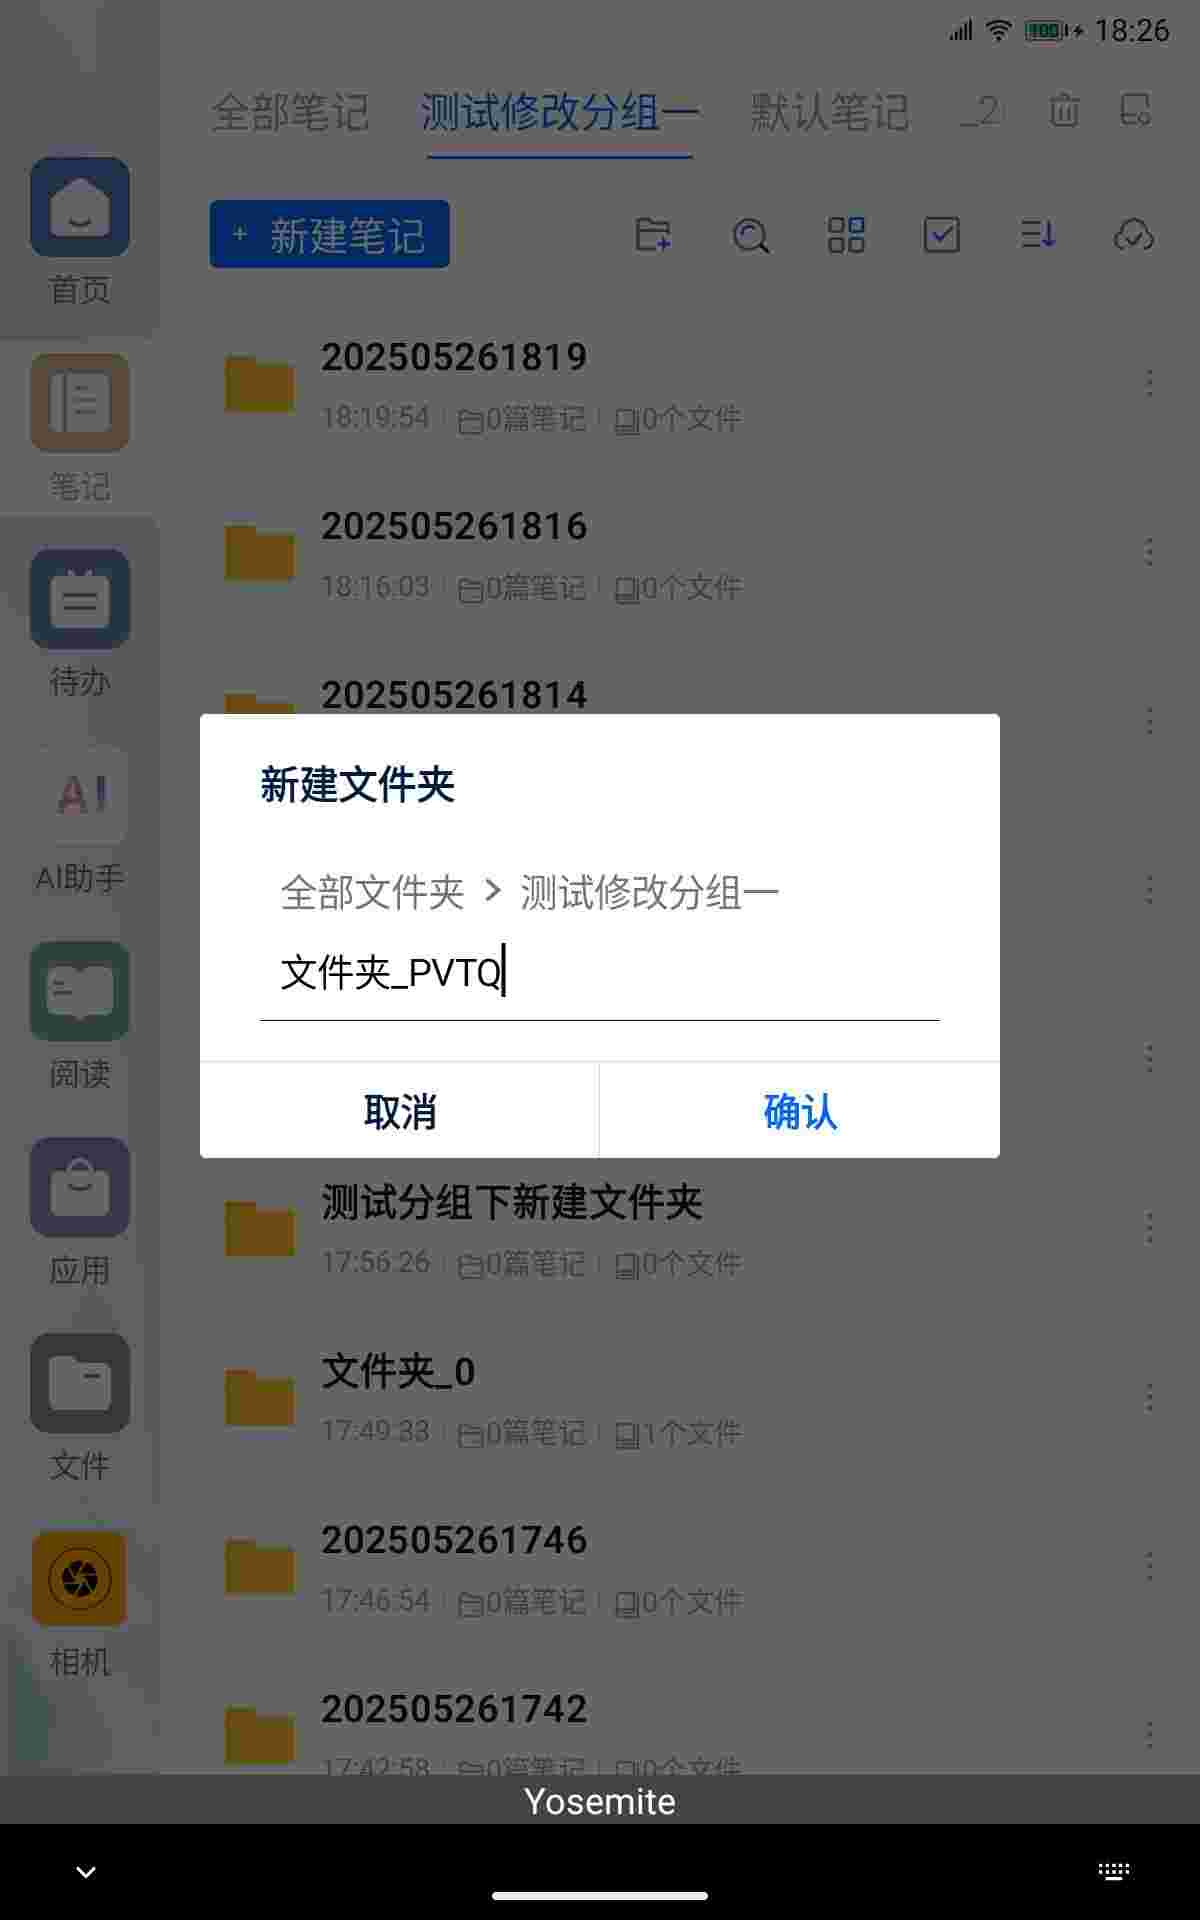 18:26
全部笔记 测试修改分组一 默认笔记 _2
+ 新建笔记
首页
笔记
待办
AI
AI助手
阅读
应用
文件
相机
202505261819
18:19:54 0篇笔记 0个文件
202505261816
18:16:03 0篇笔记 0个文件
202505261814
新建文件夹
全部文件夹 > 测试修改分组一
文件夹_PVTQ
取消 确认
测试分组下新建文件夹
17:56:26 0篇笔记 0个文件
文件夹_0
17:49:33 0篇笔记 1个文件
202505261746
17:46:54 0篇笔记 0个文件
202505261742
17:42:58 0篇笔记 0个文件
Yosemite